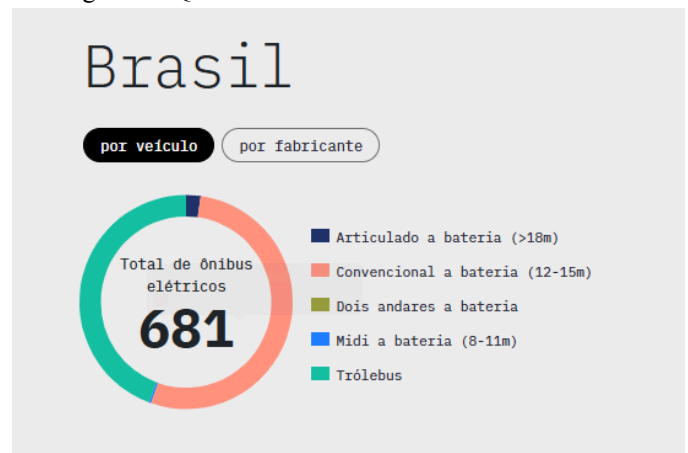 Brasil
por veículo
por fabricante
Total de ônibus
elétricos
681
Articulado a bateria (>18m)
Convencional a bateria (12-15m)
Dois andares a bateria
Midi a bateria (8-11m)
Trólebus